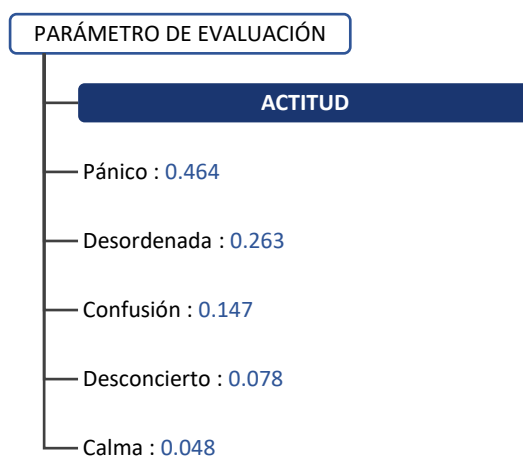 PARÁMETRO DE EVALUACIÓN
ACTITUD
Pánico : 0.464
Desordenada : 0.263
Confusión : 0.147
Desconcierto : 0.078
Calma : 0.048